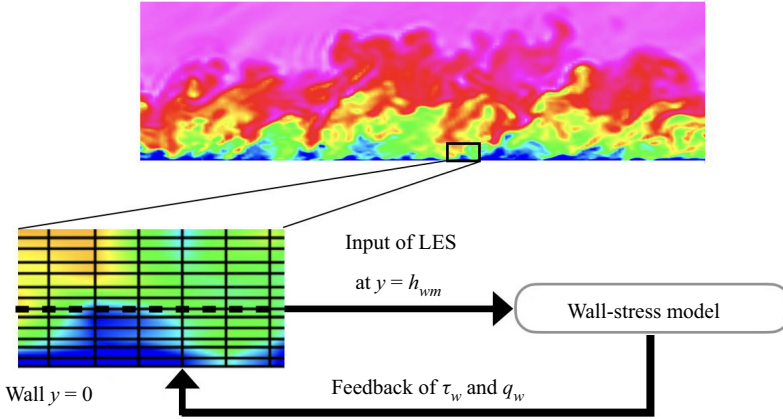 Input of LES
at y = h_wm
Wall-stress model
Wall y = 0
Feedback of τ_w and q_w